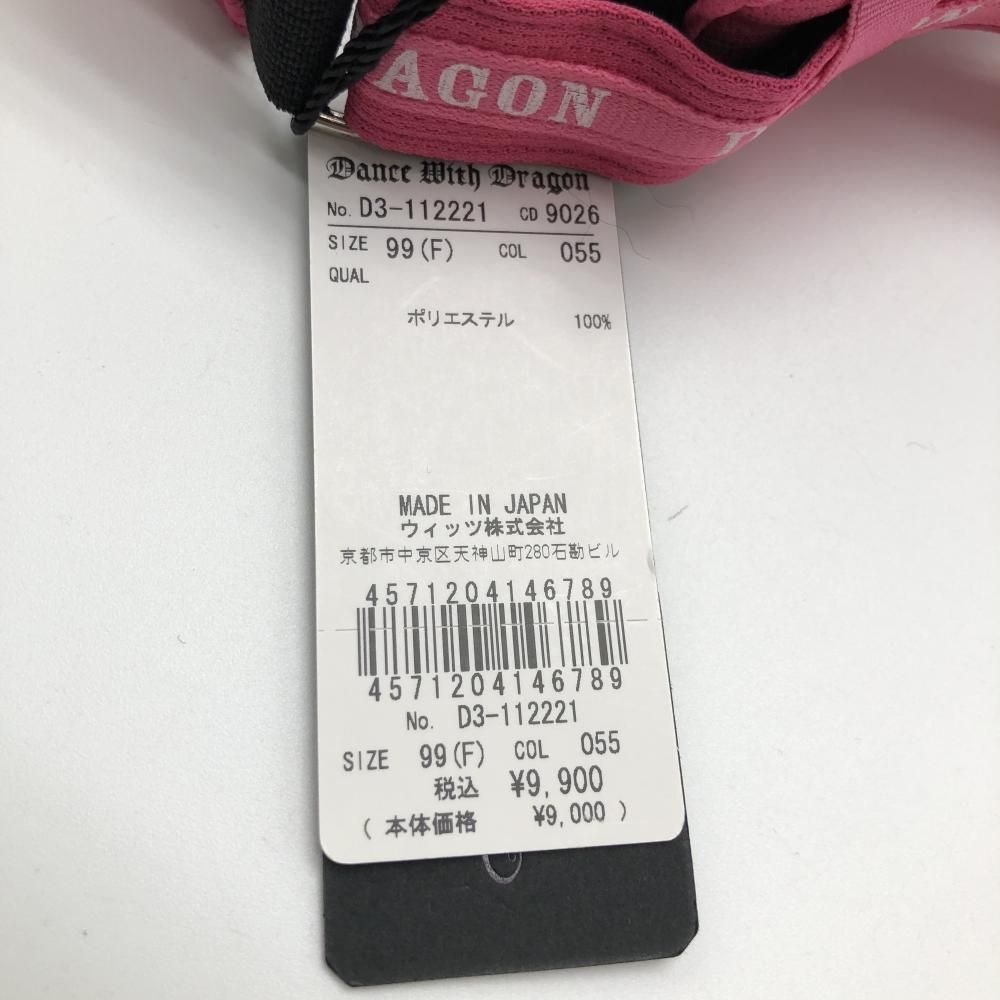 AGON
Dance With Dragon
No. D3-112221 CD 9026
SIZE 99(F) COL 055
QUAL
ポリエステル 100%
MADE IN JAPAN
ウィッツ株式会社
京都市中京区天神山町280石勘ビル
4571204146789
4571204146789
No. D3-112221
SIZE 99(F) COL 055
税込 ¥9,900
( 本体価格 ¥9,000 )